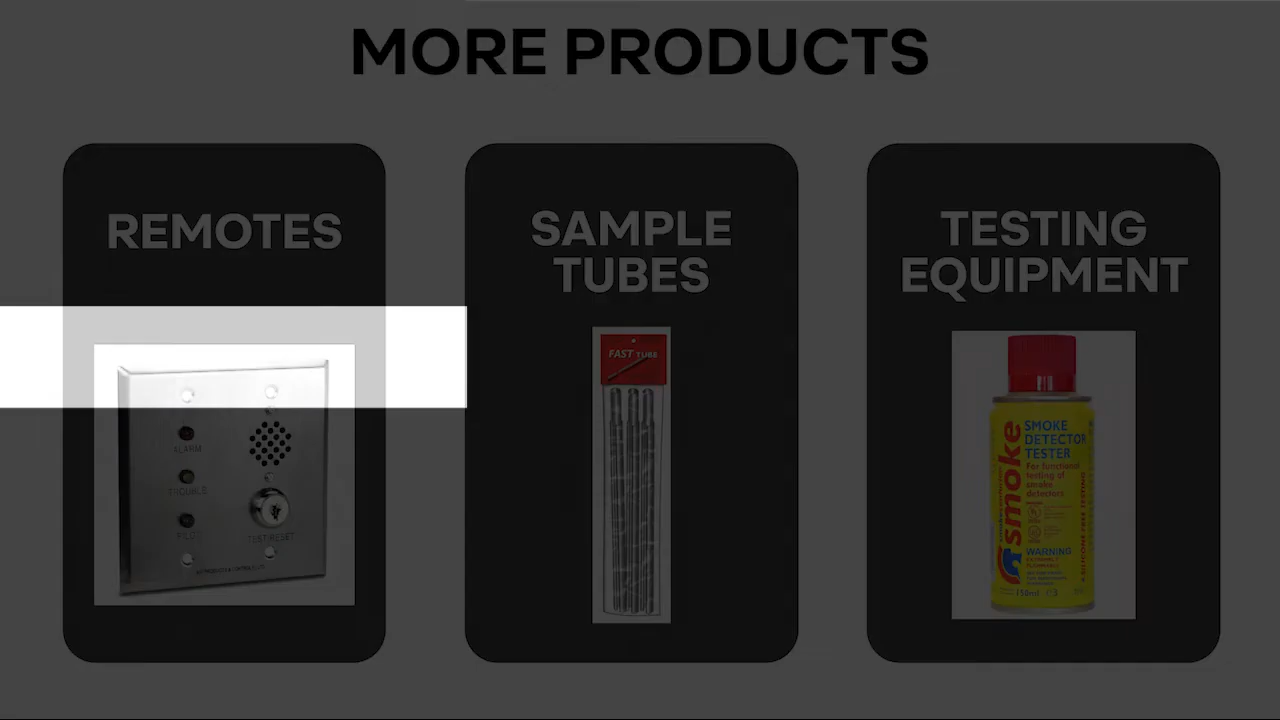 MORE PRODUCTS
REMOTES
ALARM
TROUBLE
PILOT
TEST/RESET
SAMPLE
TUBES
FAST TUBE
TESTING
EQUIPMENT
smoke
SMOKE
DETECTOR
TESTER
For functional
testing of
smoke
detectors
WARNING
150ml